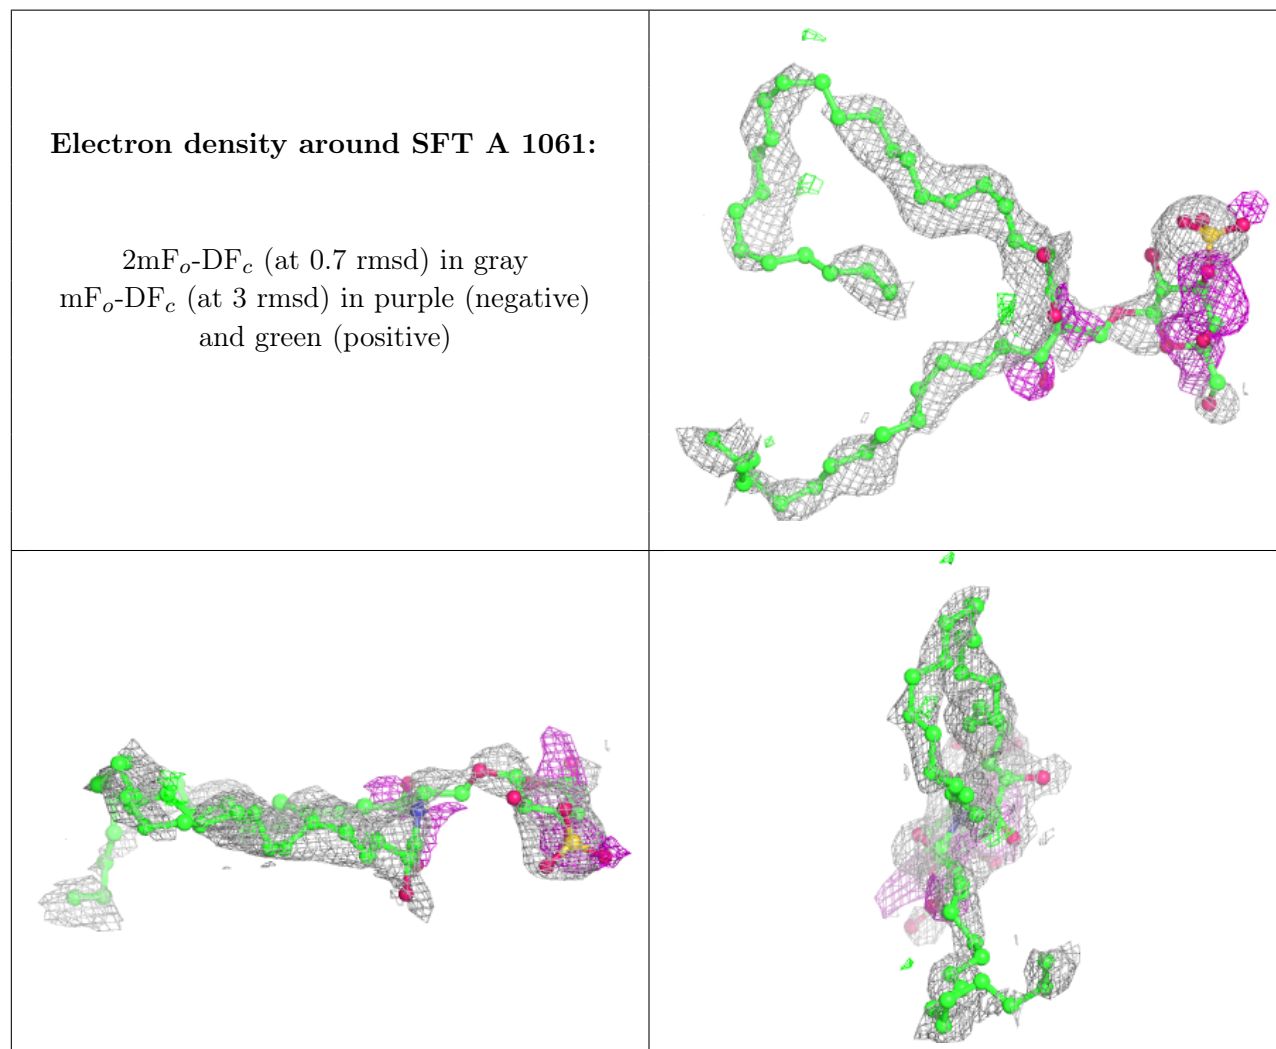 Electron density around SFT A 1061:
2mFo-DFc (at 0.7 rmsd) in gray
mFo-DFc (at 3 rmsd) in purple (negative)
and green (positive)